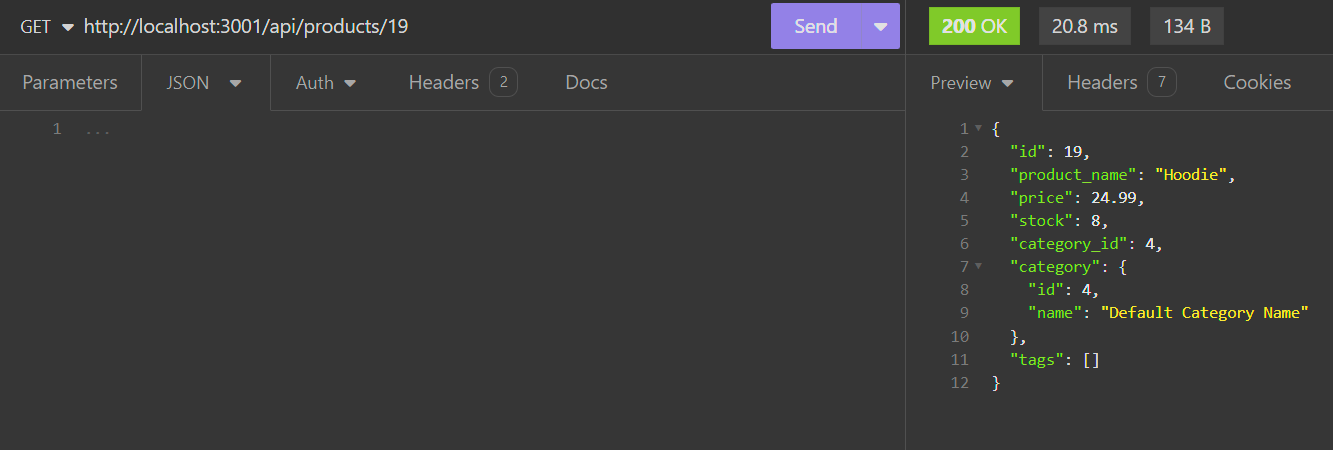 GET http://localhost:3001/api/products/19 Send
200 OK 20.8 ms 134 B
Parameters JSON Auth Headers 2 Docs
Preview Headers 7 Cookies
1 ...
1 {
2 "id": 19,
3 "product_name": "Hoodie",
4 "price": 24.99,
5 "stock": 8,
6 "category_id": 4,
7 "category": {
8 "id": 4,
9 "name": "Default Category Name"
10 },
11 "tags": []
12 }